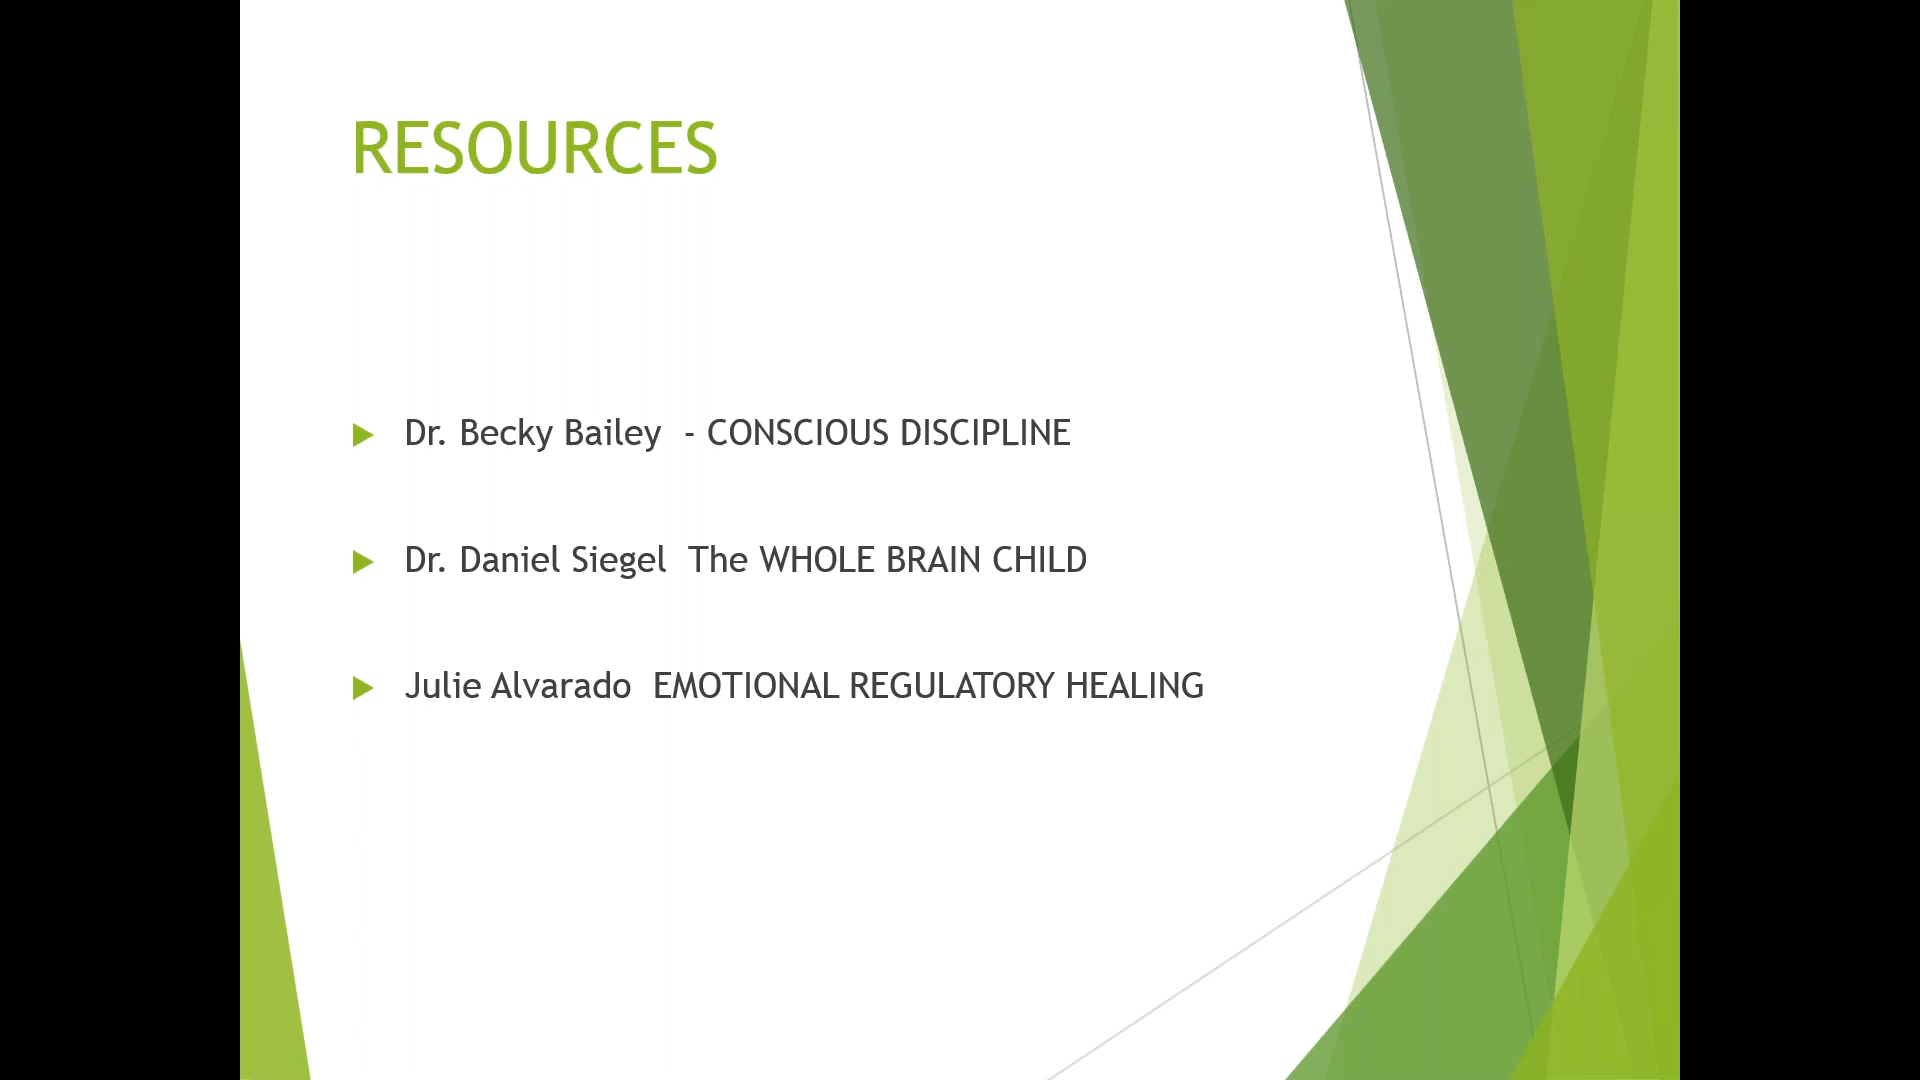 RESOURCES
Dr. Becky Bailey - CONSCIOUS DISCIPLINE
Dr. Daniel Siegel The WHOLE BRAIN CHILD
Julie Alvarado EMOTIONAL REGULATORY HEALING